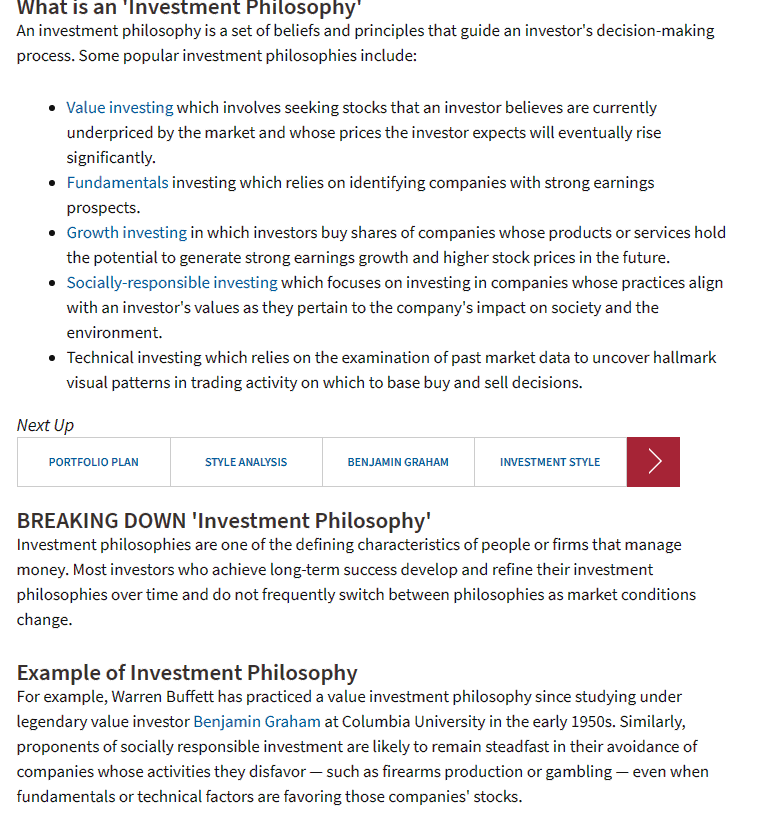 What is an 'Investment Philosophy'
An investment philosophy is a set of beliefs and principles that guide an investor's decision-making
process. Some popular investment philosophies include:
Value investing which involves seeking stocks that an investor believes are currently
underpriced by the market and whose prices the investor expects will eventually rise
significantly.
Fundamentals investing which relies on identifying companies with strong earnings
prospects.
Growth investing in which investors buy shares of companies whose products or services hold
the potential to generate strong earnings growth and higher stock prices in the future.
Socially-responsible investing which focuses on investing in companies whose practices align
with an investor's values as they pertain to the company's impact on society and the
environment.
Technical investing which relies on the examination of past market data to uncover hallmark
visual patterns in trading activity on which to base buy and sell decisions.
Next Up
PORTFOLIO PLAN STYLE ANALYSIS BENJAMIN GRAHAM INVESTMENT STYLE
BREAKING DOWN 'Investment Philosophy'
Investment philosophies are one of the defining characteristics of people or firms that manage
money. Most investors who achieve long-term success develop and refine their investment
philosophies over time and do not frequently switch between philosophies as market conditions
change.
Example of Investment Philosophy
For example, Warren Buffett has practiced a value investment philosophy since studying under
legendary value investor Benjamin Graham at Columbia University in the early 1950s. Similarly,
proponents of socially responsible investment are likely to remain steadfast in their avoidance of
companies whose activities they disfavor — such as firearms production or gambling — even when
fundamentals or technical factors are favoring those companies' stocks.